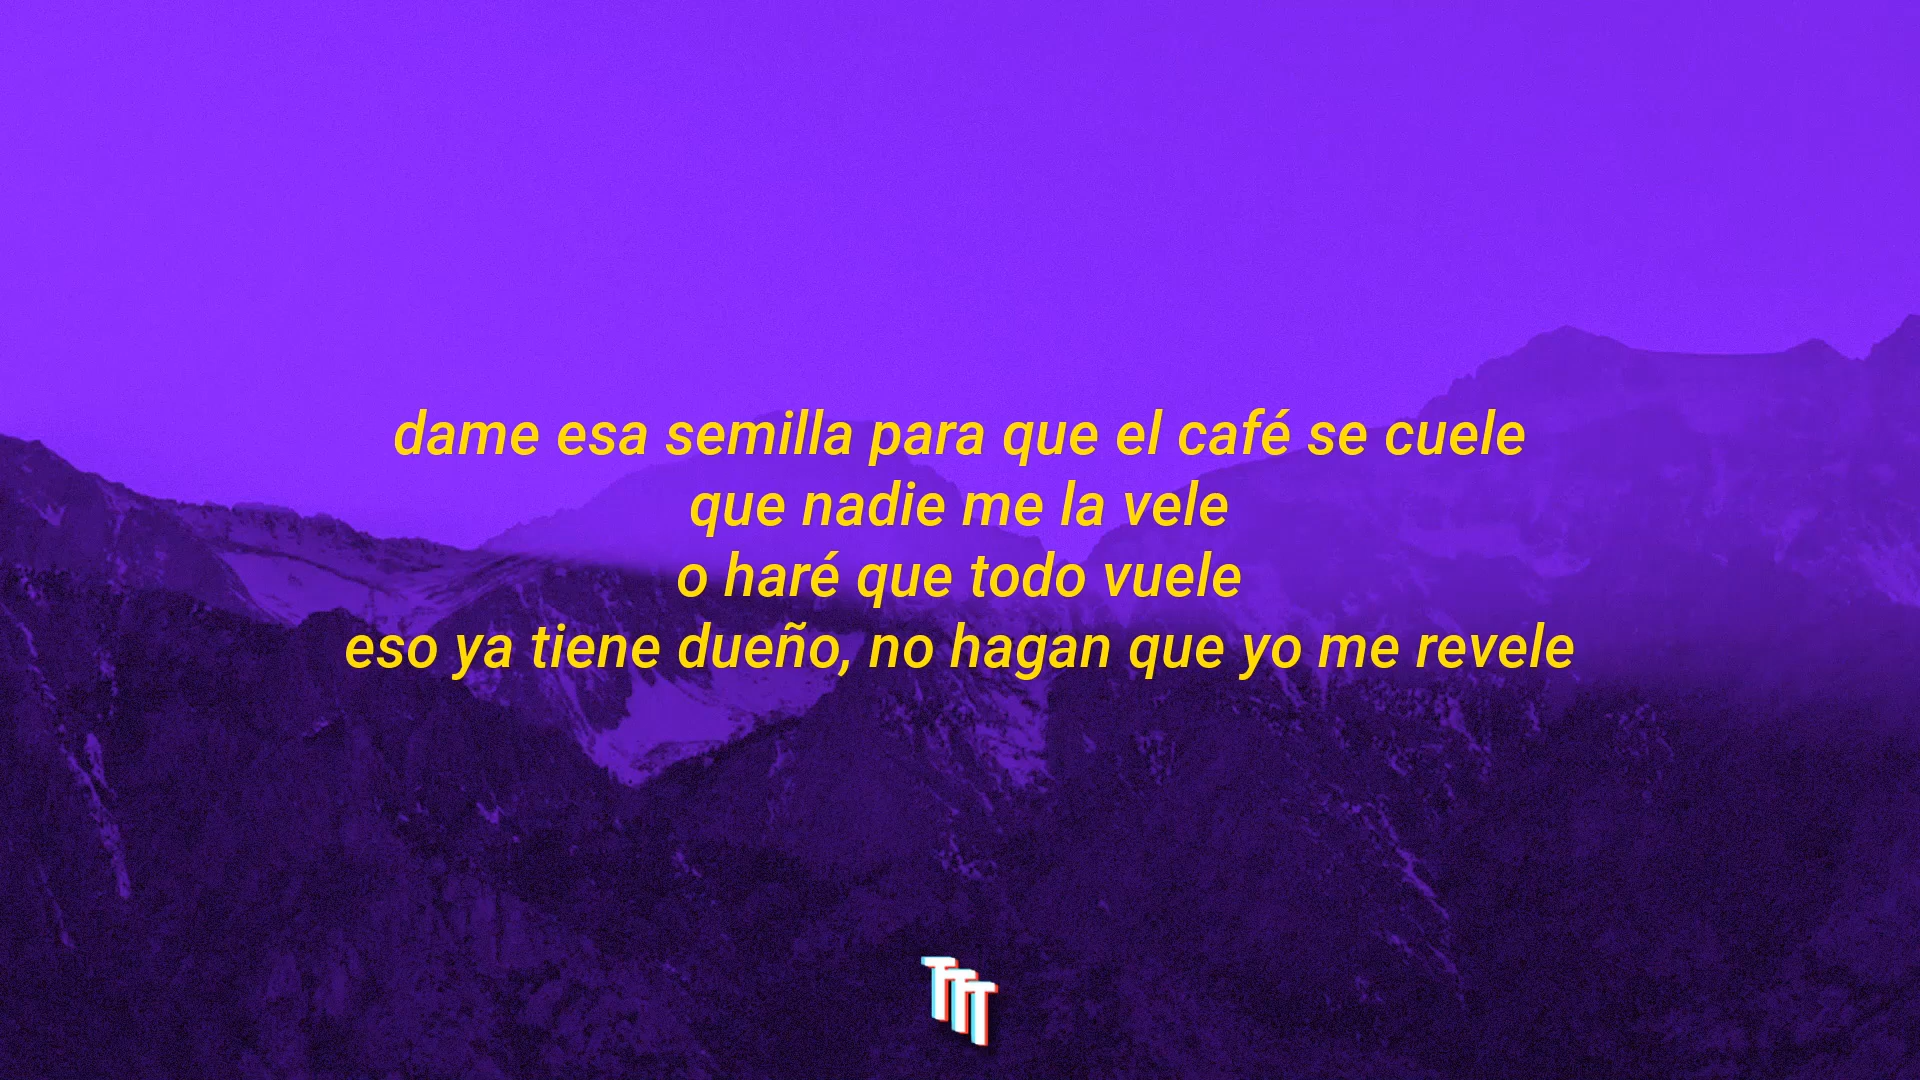 dame esa semilla para que el café se cuele
que nadie me la vele
o haré que todo vuele
eso ya tiene dueño, no hagan que yo me revele
TTT